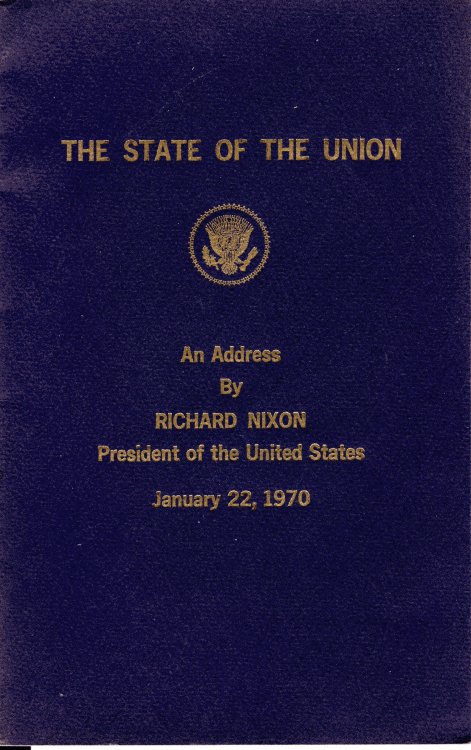 THE STATE OF THE UNION
An Address
By
RICHARD NIXON
President of the United States
January 22, 1970